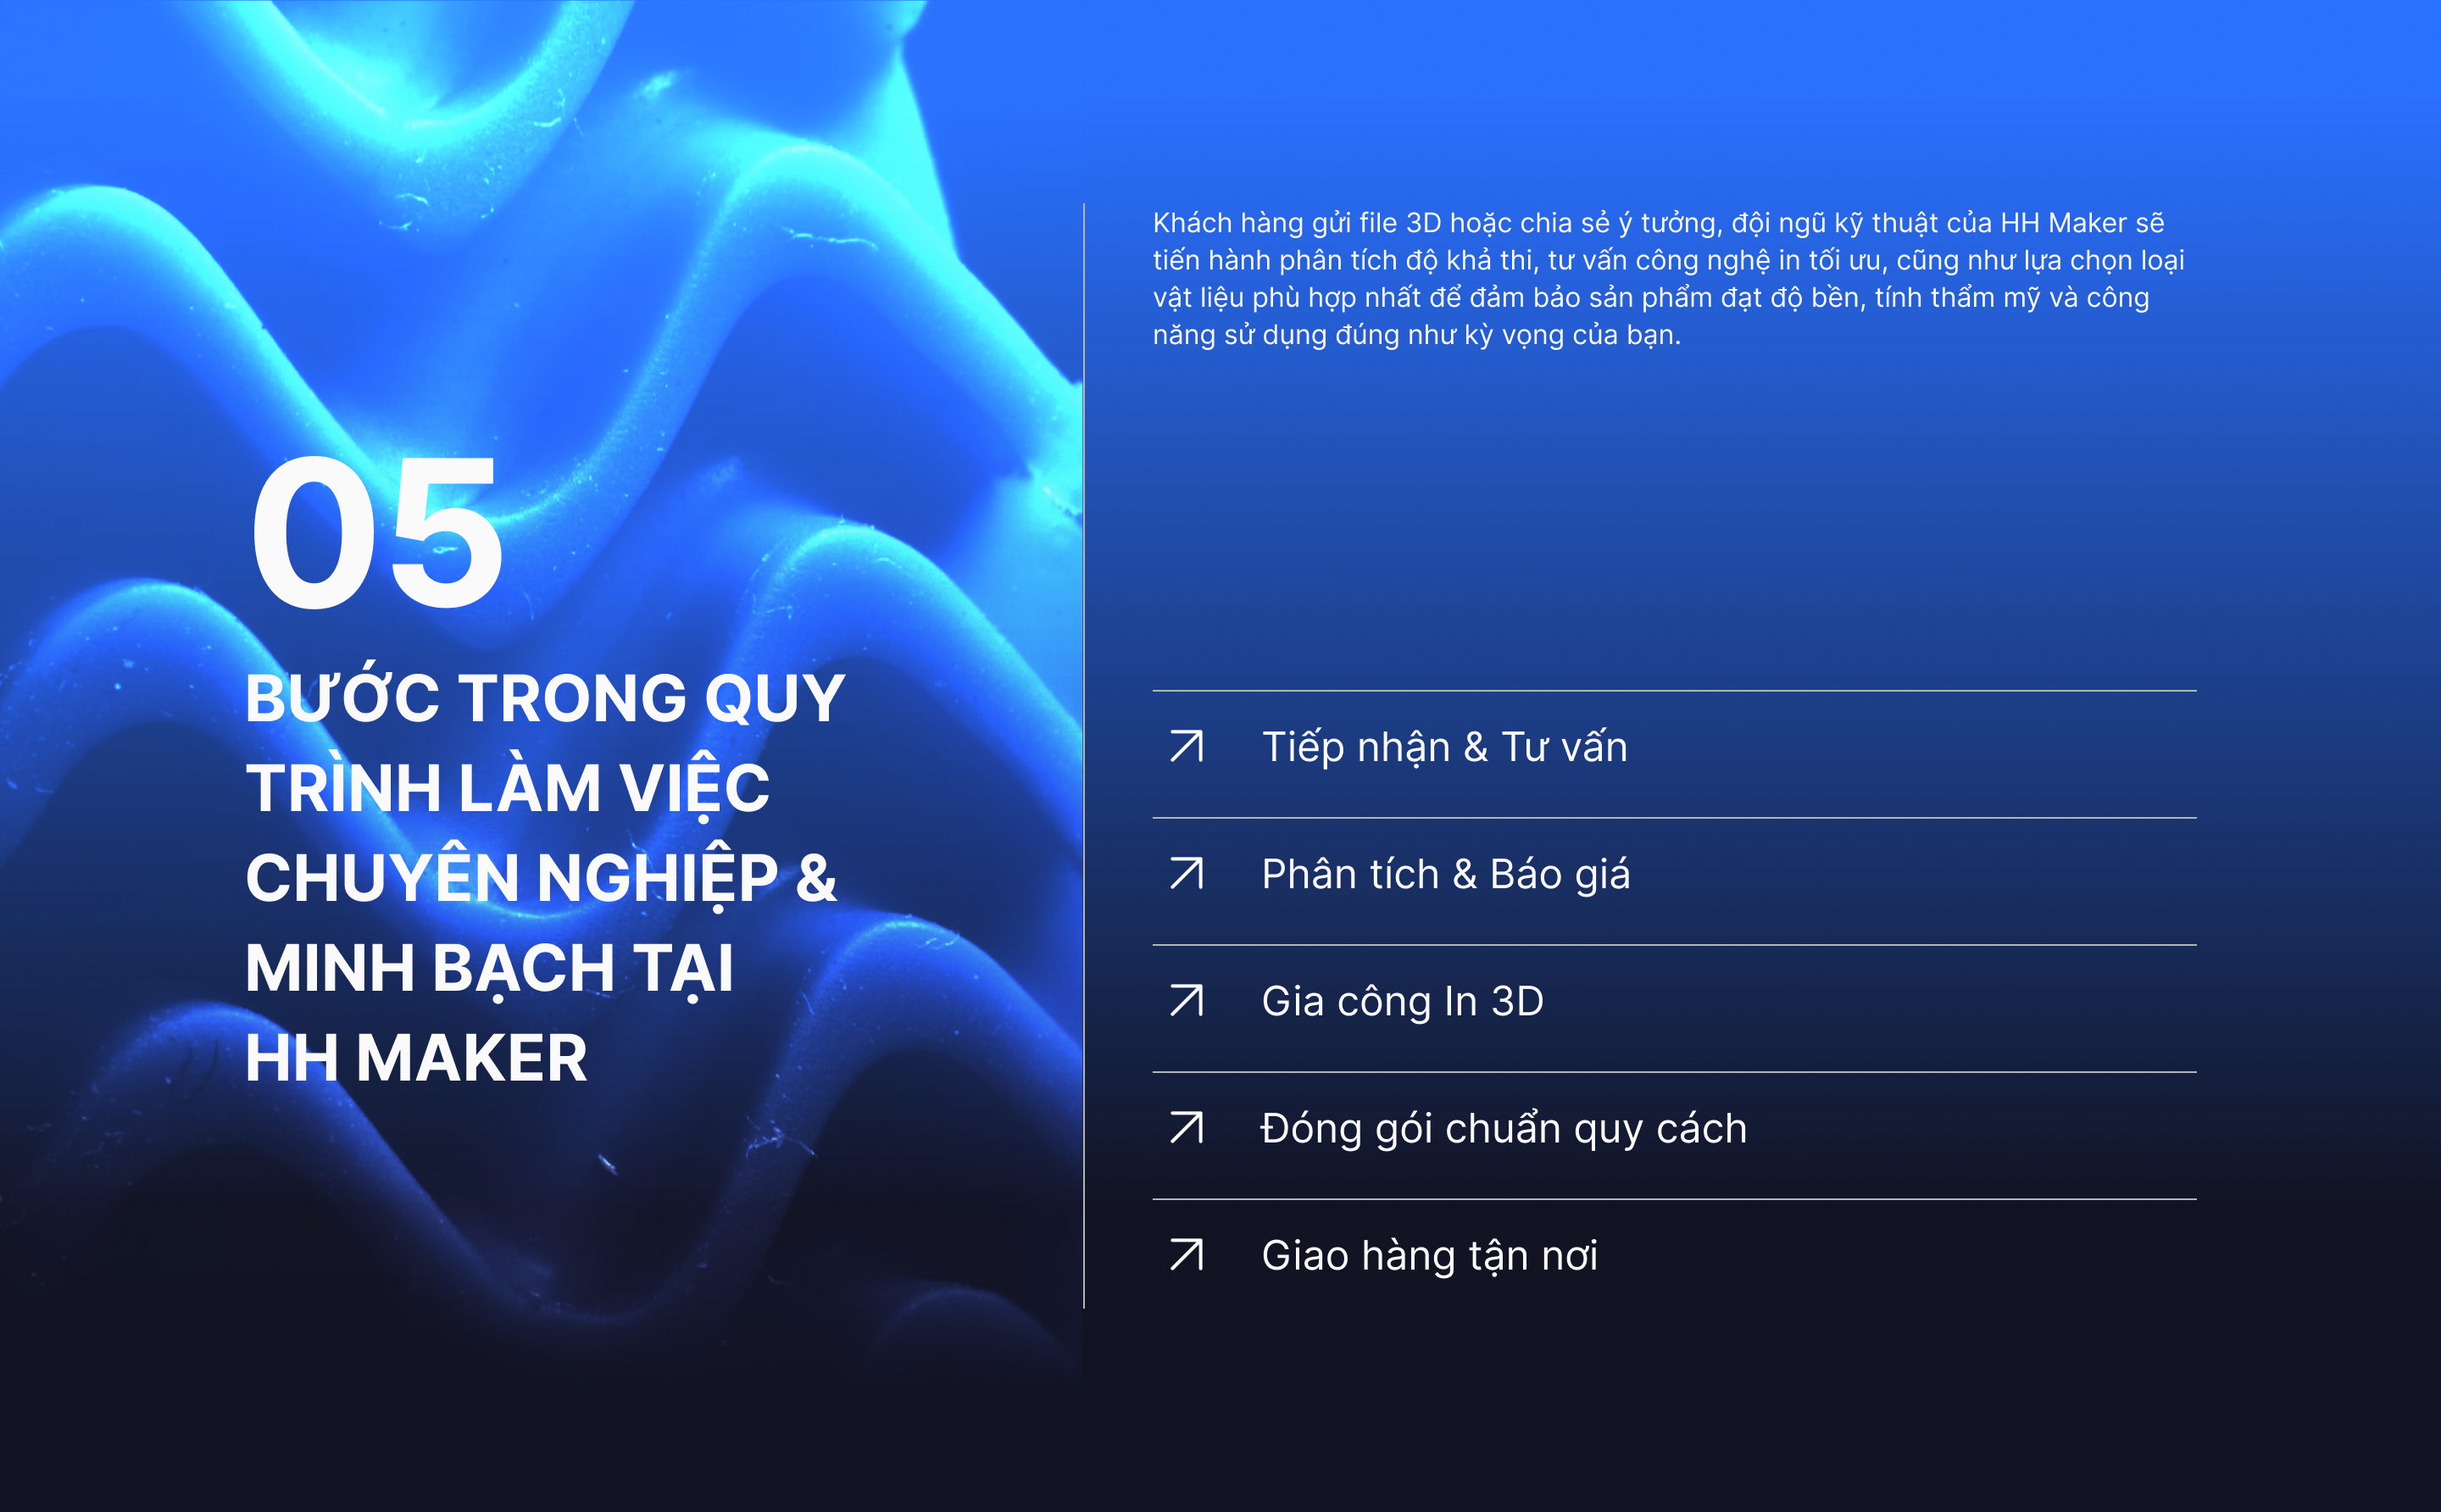 05
BƯỚC TRONG QUY
TRÌNH LÀM VIỆC
CHUYÊN NGHIỆP &
MINH BẠCH TẠI
HH MAKER
Khách hàng gửi file 3D hoặc chia sẻ ý tưởng, đội ngũ kỹ thuật của HH Maker sẽ
tiến hành phân tích độ khả thi, tư vấn công nghệ in tối ưu, cũng như lựa chọn loại
vật liệu phù hợp nhất để đảm bảo sản phẩm đạt độ bền, tính thẩm mỹ và công
năng sử dụng đúng như kỳ vọng của bạn.
Tiếp nhận & Tư vấn
Phân tích & Báo giá
Gia công In 3D
Đóng gói chuẩn quy cách
Giao hàng tận nơi